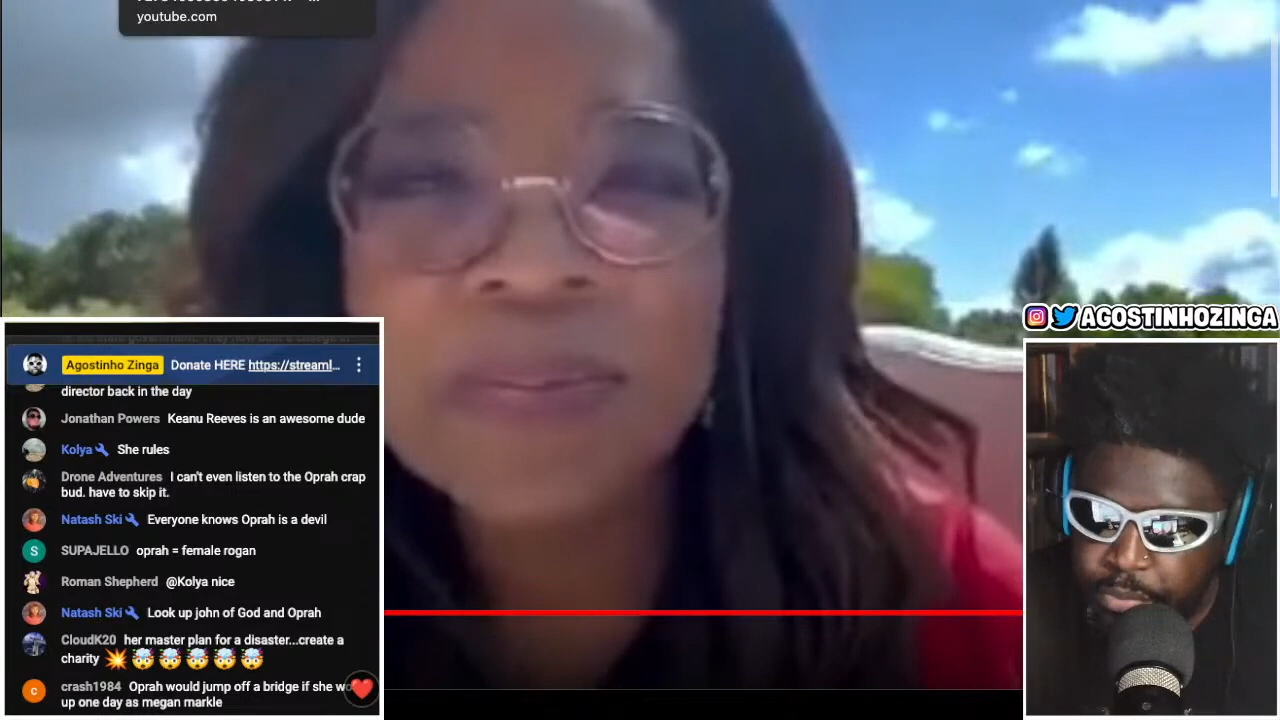 youtube.com
AGOSTINHOZINGA
Agostinho Zinga Donate HERE https://streaml...
director back in the day
Jonathan Powers Keanu Reeves is an awesome dude
Kolya She rules
Drone Adventures I can't even listen to the Oprah crap
bud. have to skip it.
Natash Ski Everyone knows Oprah is a devil
S
SUPAJELLO oprah = female rogan
Roman Shepherd @Kolya nice
Natash Ski Look up john of God and Oprah
CloudK20 her master plan for a disaster...create a
charity 💥🤯🤯🤯🤯🤯
c
crash1984 Oprah would jump off a bridge if she
up one day as megan markle